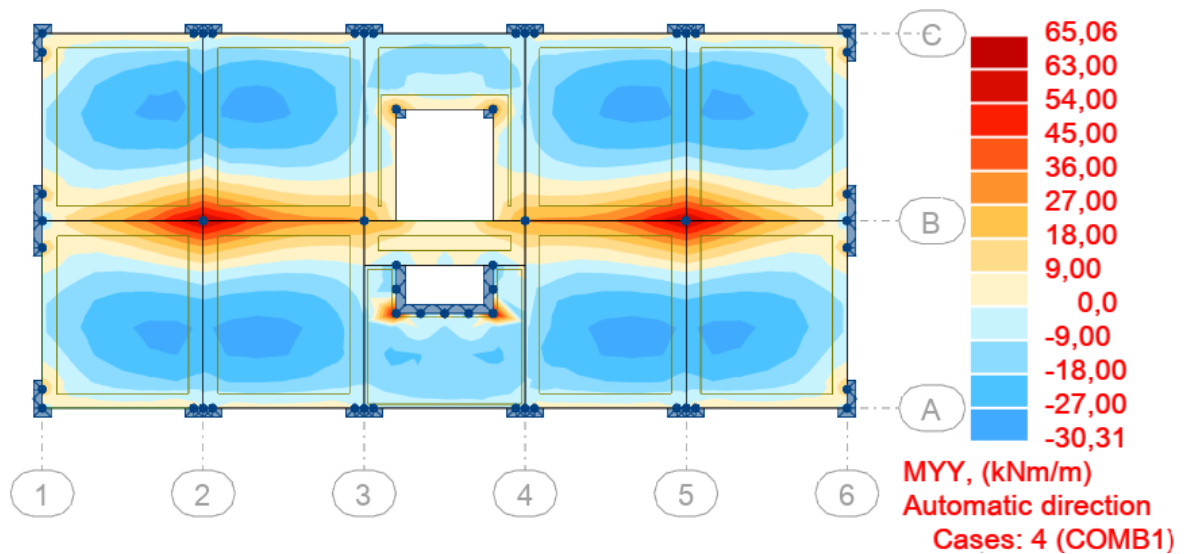 C
65,06
63,00
54,00
45,00
36,00
27,00
18,00
9,00
0,0
-9,00
-18,00
-27,00
-30,31
B
A
1 2 3 4 5 6
MYY, (kNm/m)
Automatic direction
Cases: 4 (COMB1)